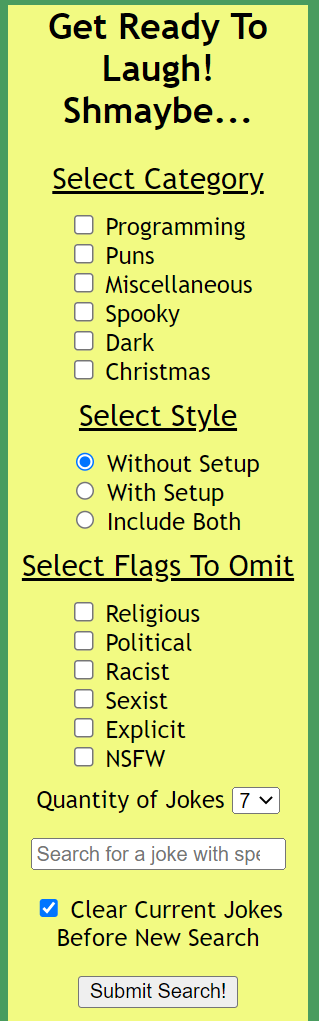 Get Ready To
Laugh!
Shmaybe...
Select Category
Programming
Puns
Miscellaneous
Spooky
Dark
Christmas
Select Style
Without Setup
With Setup
Include Both
Select Flags To Omit
Religious
Political
Racist
Sexist
Explicit
NSFW
Quantity of Jokes 7
Search for a joke with
Clear Current Jokes
Before New Search
Submit Search!